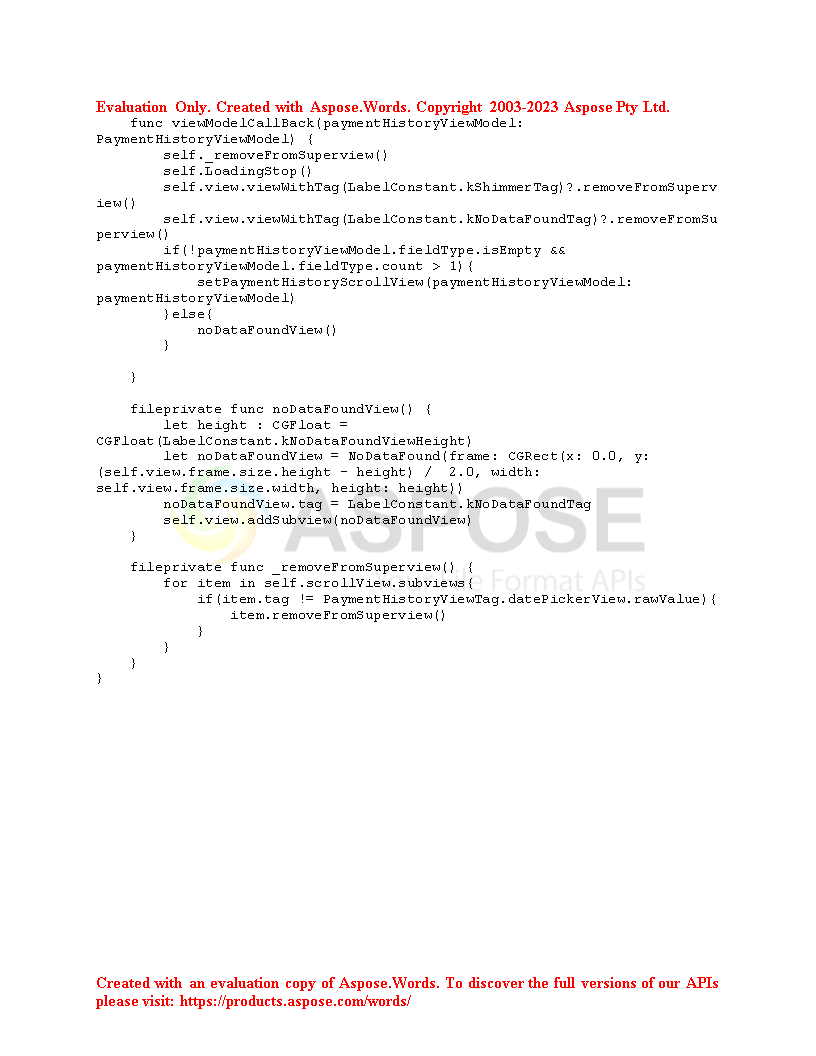 Evaluation Only. Created with Aspose.Words. Copyright 2003-2023 Aspose Pty Ltd.
    func viewModelCallBack(paymentHistoryViewModel:
PaymentHistoryViewModel) {
        self._removeFromSuperview()
        self.LoadingStop()
        self.view.viewWithTag(LabelConstant.kShimmerTag)?.removeFromSuperv
iew()
        self.view.viewWithTag(LabelConstant.kNoDataFoundTag)?.removeFromSu
perview()
        if(!paymentHistoryViewModel.fieldType.isEmpty &&
paymentHistoryViewModel.fieldType.count > 1){
            setPaymentHistoryScrollView(paymentHistoryViewModel:
paymentHistoryViewModel)
        }else{
            noDataFoundView()
        }

    }

    fileprivate func noDataFoundView() {
        let height : CGFloat =
CGFloat(LabelConstant.kNoDataFoundViewHeight)
        let noDataFoundView = NoDataFound(frame: CGRect(x: 0.0, y:
(self.view.frame.size.height - height) /  2.0, width:
self.view.frame.size.width, height: height))
        noDataFoundView.tag = LabelConstant.kNoDataFoundTag
        self.view.addSubview(noDataFoundView)
    }
ASPOSE

    fileprivate func _removeFromSuperview() {
        for item in self.scrollView.subviews{
Format APIs
            if(item.tag != PaymentHistoryViewTag.datePickerView.rawValue){
                item.removeFromSuperview()
            }
        }
    }
}
Created with an evaluation copy of Aspose.Words. To discover the full versions of our APIs
please visit: https://products.aspose.com/words/